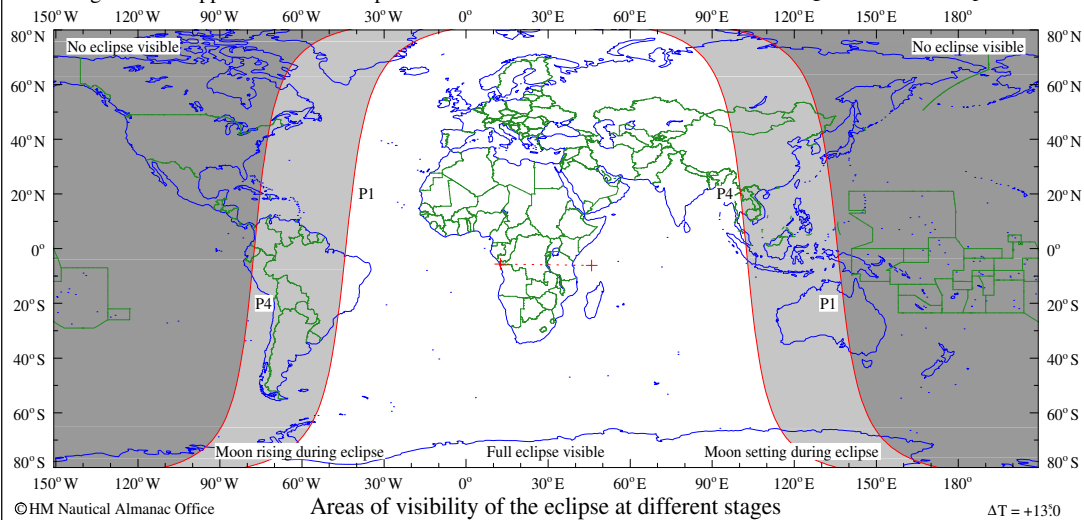 150° W 120° W 90° W 60° W 30° W 0° 30° E 60° E 90° E 120° E 150° E 180°
80° N No eclipse visible No eclipse visible 80° N
60° N 60° N
40° N 40° N
20° N P1 P4 20° N
0° 0°
20° S P4 P1 20° S
40° S 40° S
60° S 60° S
80° S Moon rising during eclipse Full eclipse visible Moon setting during eclipse 80° S
150° W 120° W 90° W 60° W 30° W 0° 30° E 60° E 90° E 120° E 150° E 180°
©HM Nautical Almanac Office Areas of visibility of the eclipse at different stages ΔT = +13ˢ.0